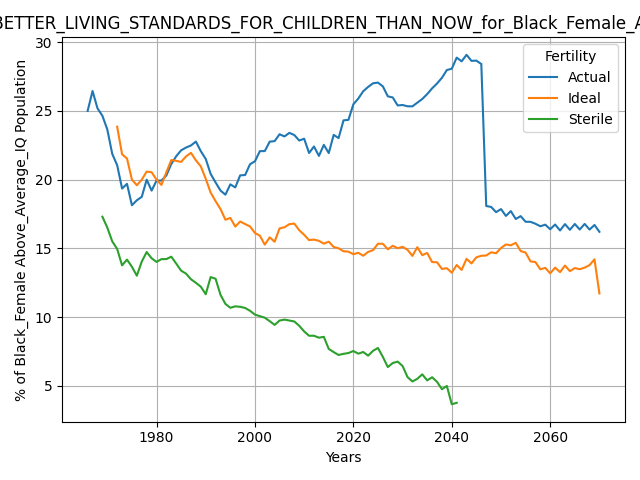 BETTER_LIVING_STANDARDS_FOR_CHILDREN_THAN_NOW_for_Black_Female_A
% of Black_Female Above_Average_IQ Population
30
25
20
15
10
5
Fertility
Actual
Ideal
Sterile
1980
2000
2020
2040
2060
Years